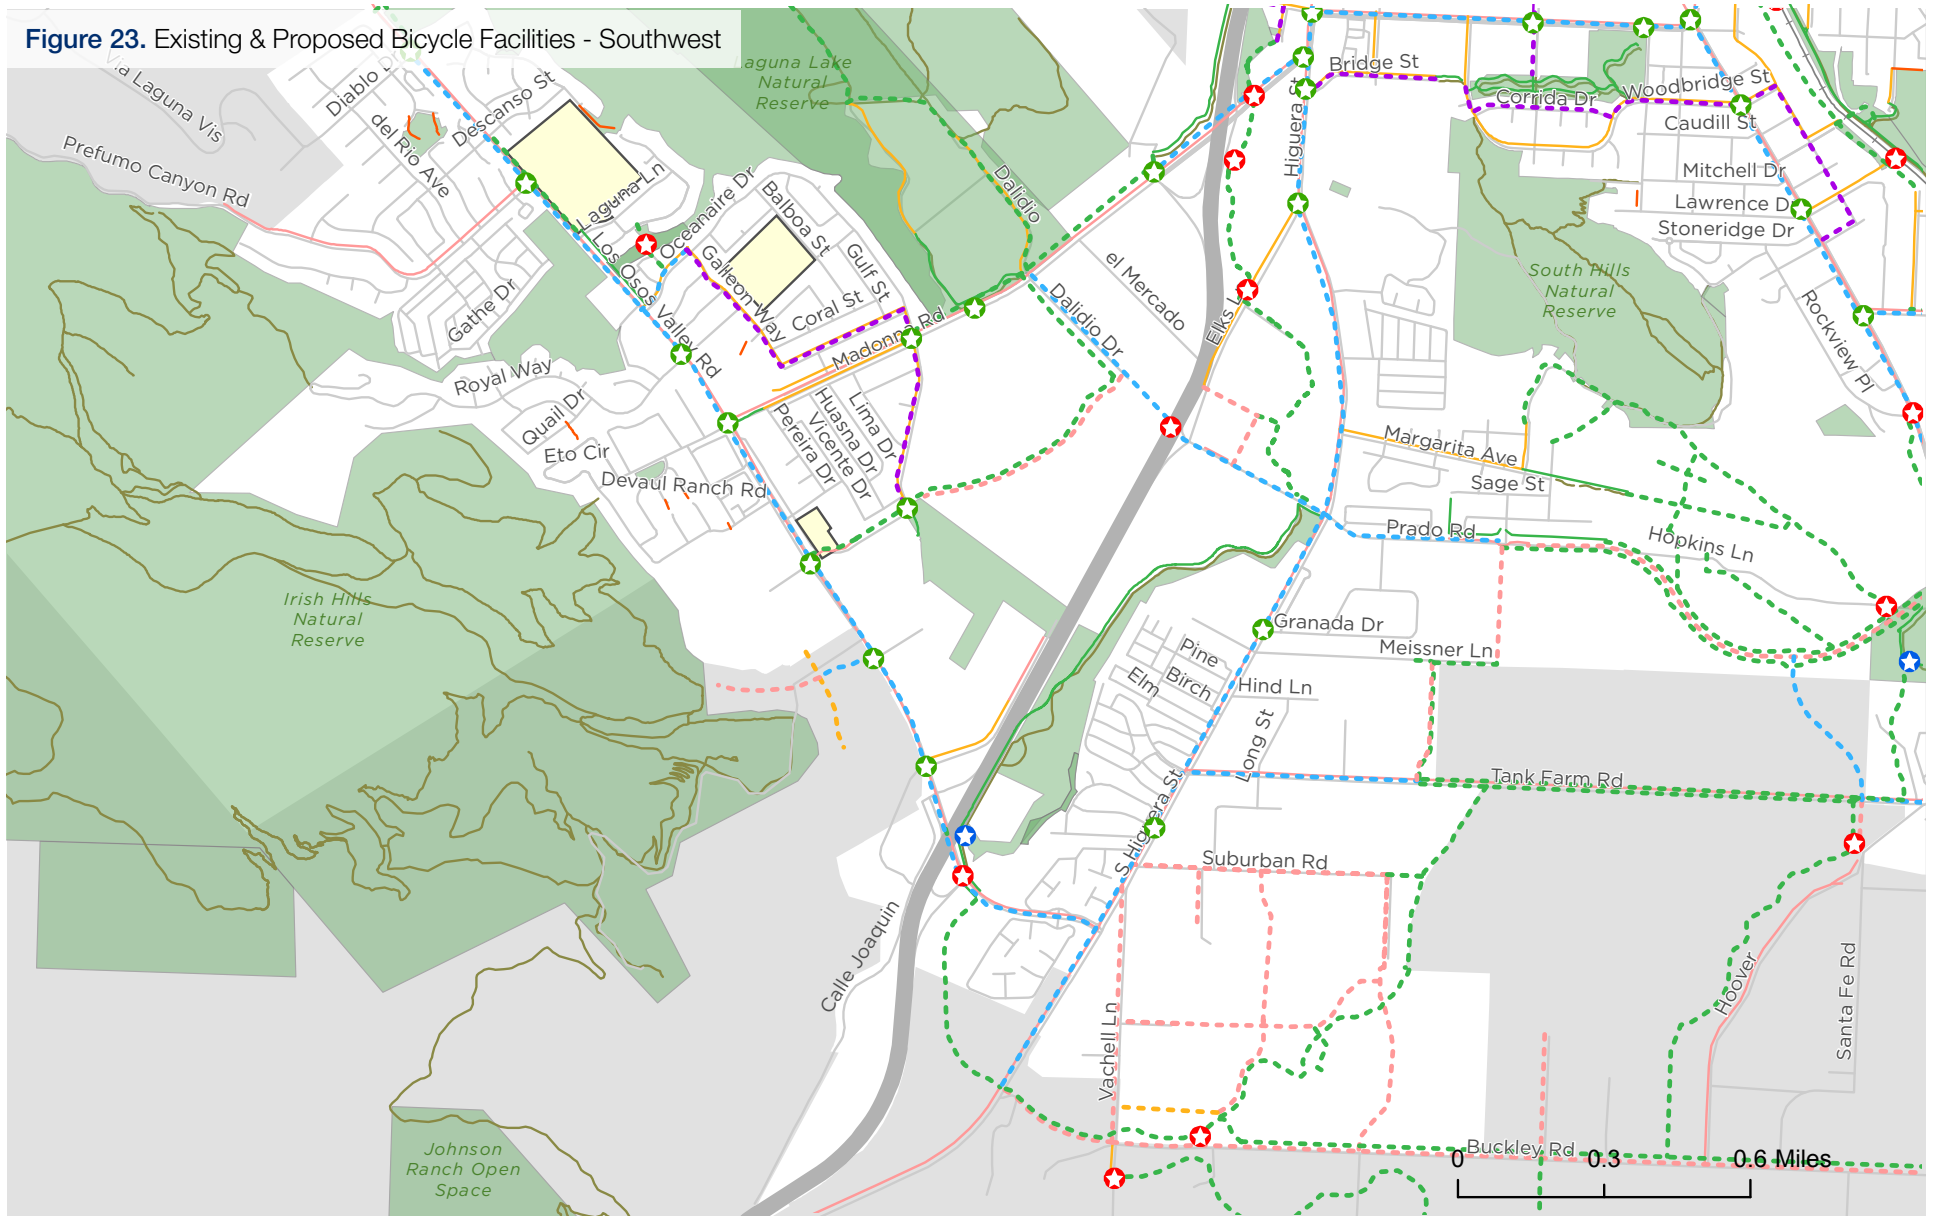 Figure 23. Existing & Proposed Bicycle Facilities - Southwest
Via Laguna Vis
Diablo Dr
Descanso St
del Rio Ave
Prefumo Canyon Rd
Laguna Lake
Natural
Reserve
Laguna Ln
Oceanaire Dr
Balboa St
Gulf St
Galleon Way
Coral St
Los Osos Valley Rd
Madonna Rd
Gathe Dr
Royal Way
Quail Dr
Eto Cir
Devaul Ranch Rd
Pereira Dr
Vicente Dr
Huasna Dr
Lima Dr
Dalidio
Dalidio Dr
el Mercado
Elks L
Higuera St
Bridge St
Corrida Dr
Woodbridge St
Caudill St
Mitchell Dr
Lawrence D
Stoneridge Dr
South Hills
Natural
Reserve
Rockview Pl
Margarita Ave
Sage St
Prado Rd
Hopkins Ln
Irish Hills
Natural
Reserve
Granada Dr
Meissner Ln
Pine
Birch
Elm
Hind Ln
Long St
Tank Farm Rd
S Higuera St
Suburban Rd
Calle Joaquin
Vachell Ln
Hoover
Santa Fe Rd
Buckley Rd
Johnson
Ranch Open
Space
0 0.3 0.6 Miles